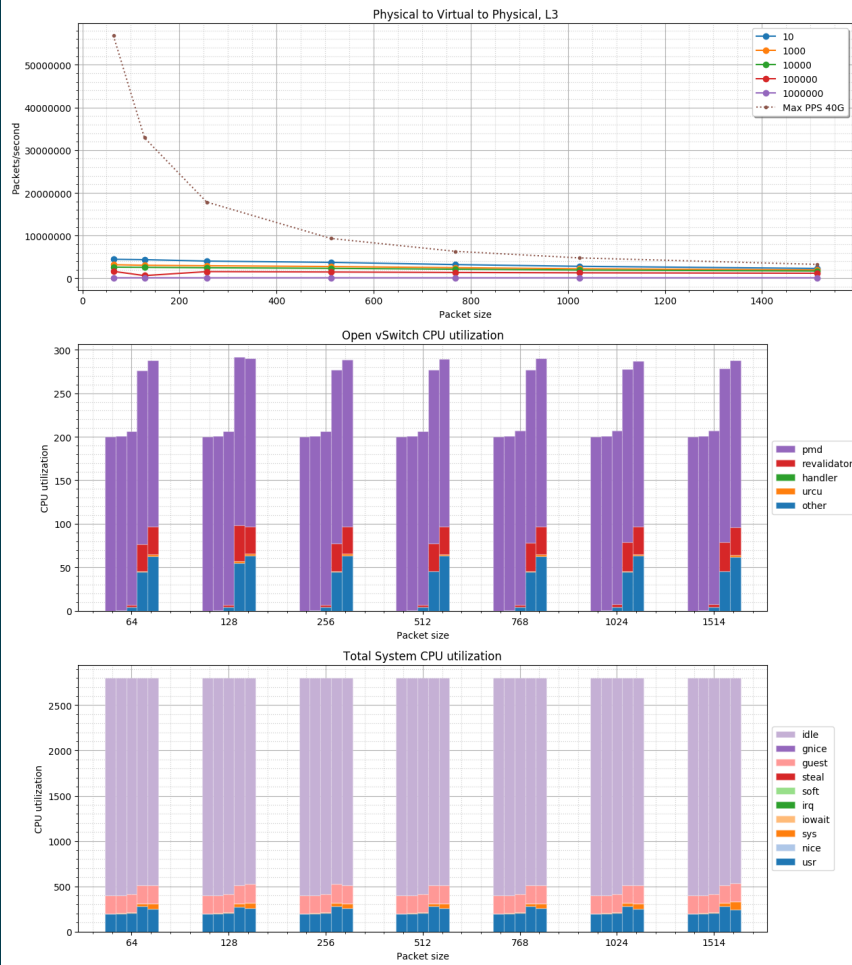 Physical to Virtual to Physical, L3
Packets/second
50000000
40000000
30000000
20000000
10000000
0
10
1000
10000
100000
1000000
Max PPS 40G
0 200 400 600 800 1000 1200 1400
Packet size
Open vSwitch CPU utilization
CPU utilization
300
250
200
150
100
50
0
pmd
revalidator
handler
urcu
other
64 128 256 512 768 1024 1514
Packet size
Total System CPU utilization
CPU utilization
2500
2000
1500
1000
500
0
idle
gnice
guest
steal
soft
irq
iowait
sys
nice
usr
64 128 256 512 768 1024 1514
Packet size